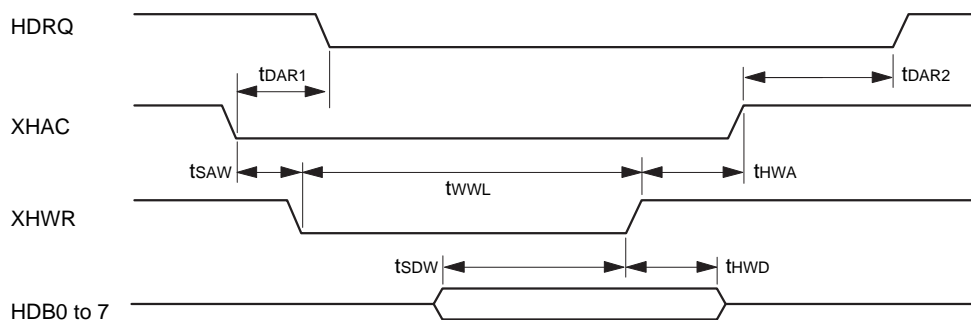 HDRQ
tDAR1
tDAR2
XHAC
tSAW
tWWL
tHWA
XHWR
tSDW
tHWD
HDB0 to 7